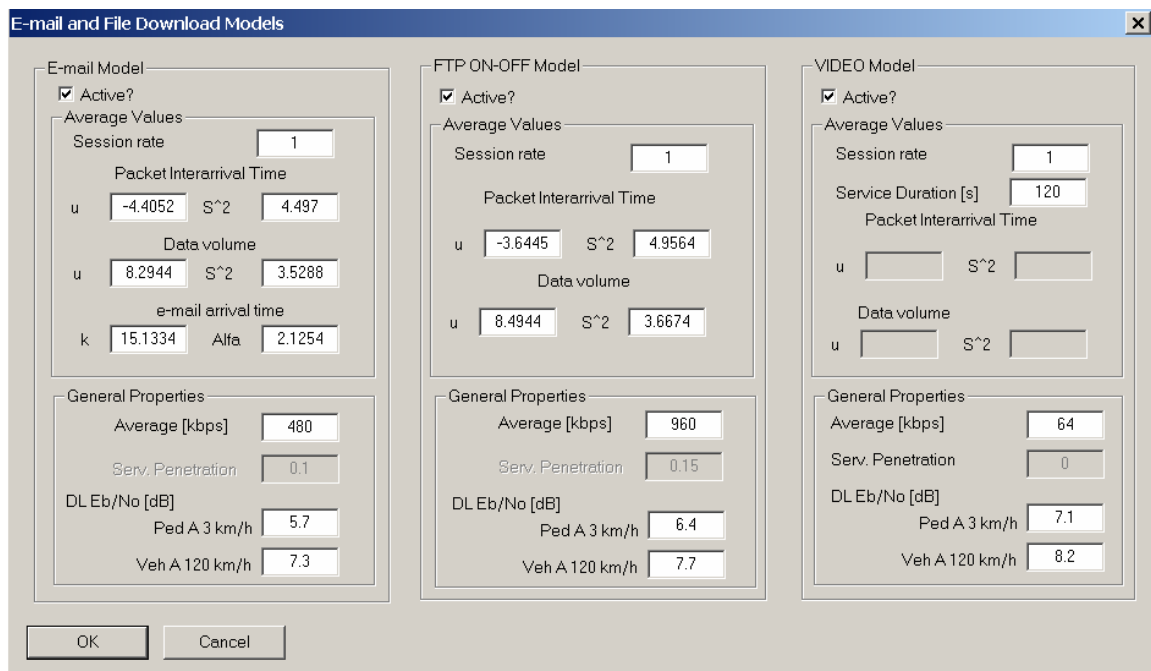 E-mail and File Download Models
E-mail Model
Active?
Average Values
Session rate 1
Packet Interarrival Time
u -4.4052 S^2 4.497
Data volume
u 8.2944 S^2 3.5288
e-mail arrival time
k 15.1334 Alfa 2.1254
General Properties
Average [kbps] 480
Serv. Penetration 0.1
DL Eb/No [dB]
Ped A 3 km/h 5.7
Veh A 120 km/h 7.3
FTP ON-OFF Model
Active?
Average Values
Session rate 1
Packet Interarrival Time
u -3.6445 S^2 4.9564
Data volume
u 8.4944 S^2 3.6674
General Properties
Average [kbps] 960
Serv. Penetration 0.15
DL Eb/No [dB]
Ped A 3 km/h 6.4
Veh A 120 km/h 7.7
VIDEO Model
Active?
Average Values
Session rate 1
Service Duration [s] 120
Packet Interarrival Time
u S^2
Data volume
u S^2
General Properties
Average [kbps] 64
Serv. Penetration 0
DL Eb/No [dB]
Ped A 3 km/h 7.1
Veh A 120 km/h 8.2
OK Cancel